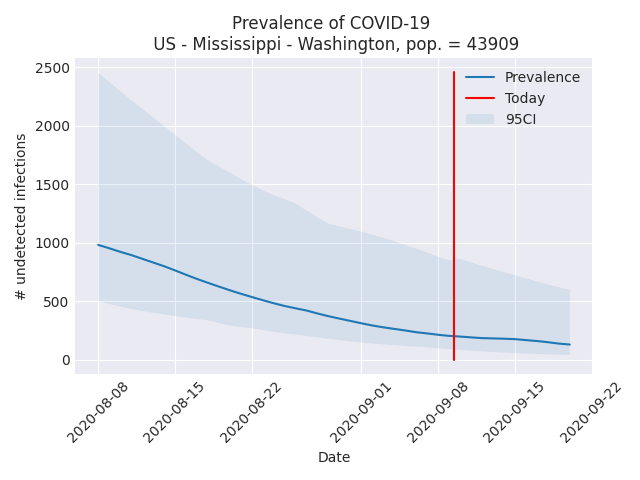 Prevalence of COVID-19
US - Mississippi - Washington, pop. = 43909
2500
2000
1500
1000
500
0
# undetected infections
Prevalence
Today
95CI
2020-08-08
2020-08-15
2020-08-22
2020-09-01
2020-09-08
2020-09-15
2020-09-22
Date